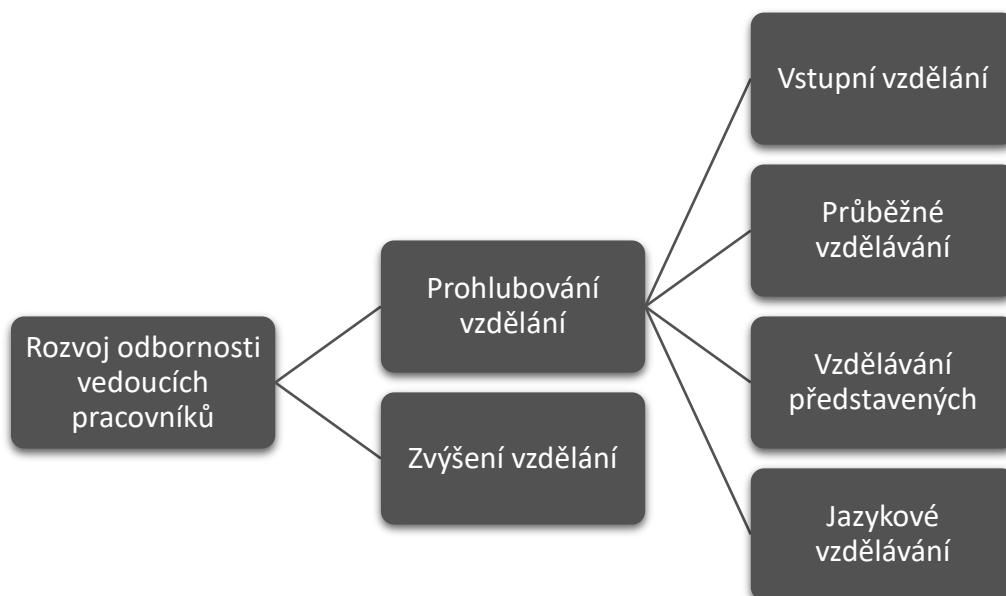 Rozvoj odbornosti
vedoucích
pracovníků
Prohlubování
vzdělání
Zvýšení vzdělání
Vstupní vzdělání
Průběžné
vzdělávání
Vzdělávání
představených
Jazykové
vzdělávání